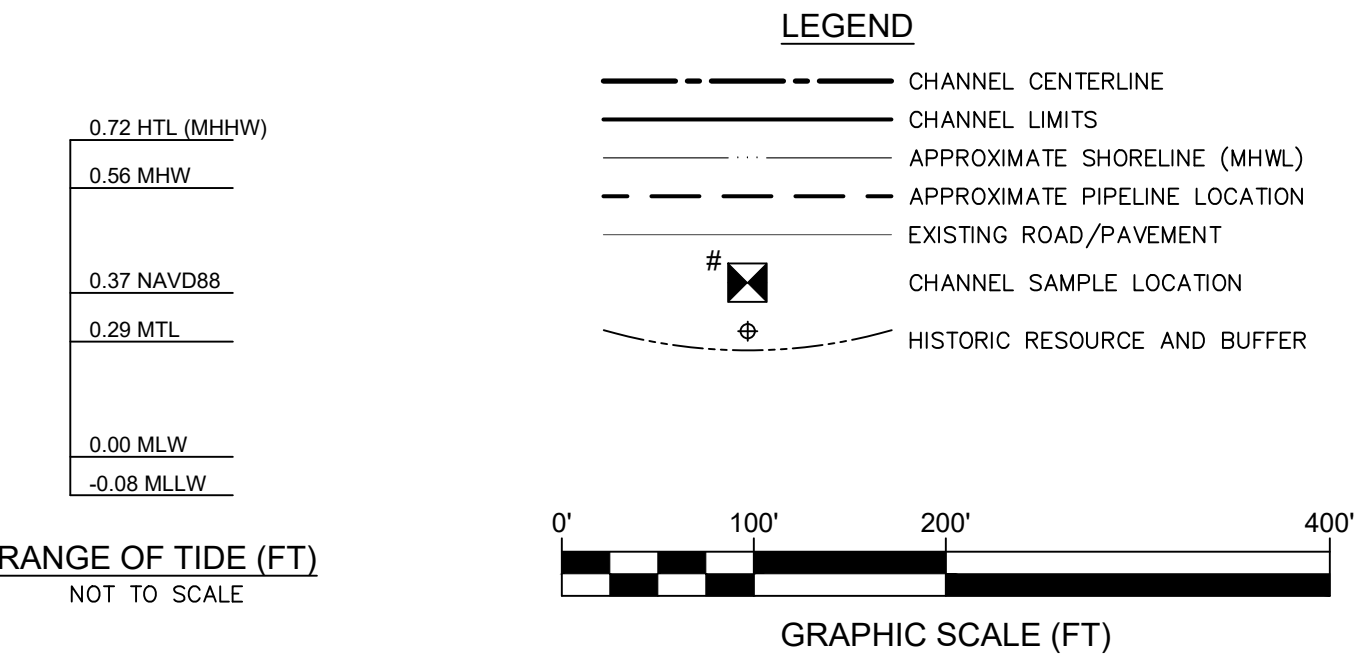 LEGEND
CHANNEL CENTERLINE
CHANNEL LIMITS
APPROXIMATE SHORELINE (MHWL)
APPROXIMATE PIPELINE LOCATION
EXISTING ROAD/PAVEMENT
#
CHANNEL SAMPLE LOCATION
HISTORIC RESOURCE AND BUFFER
0.72 HTL (MHHW)
0.56 MHW
0.37 NAVD88
0.29 MTL
0.00 MLW
-0.08 MLLW
RANGE OF TIDE (FT)
NOT TO SCALE
0' 100' 200' 400'
GRAPHIC SCALE (FT)